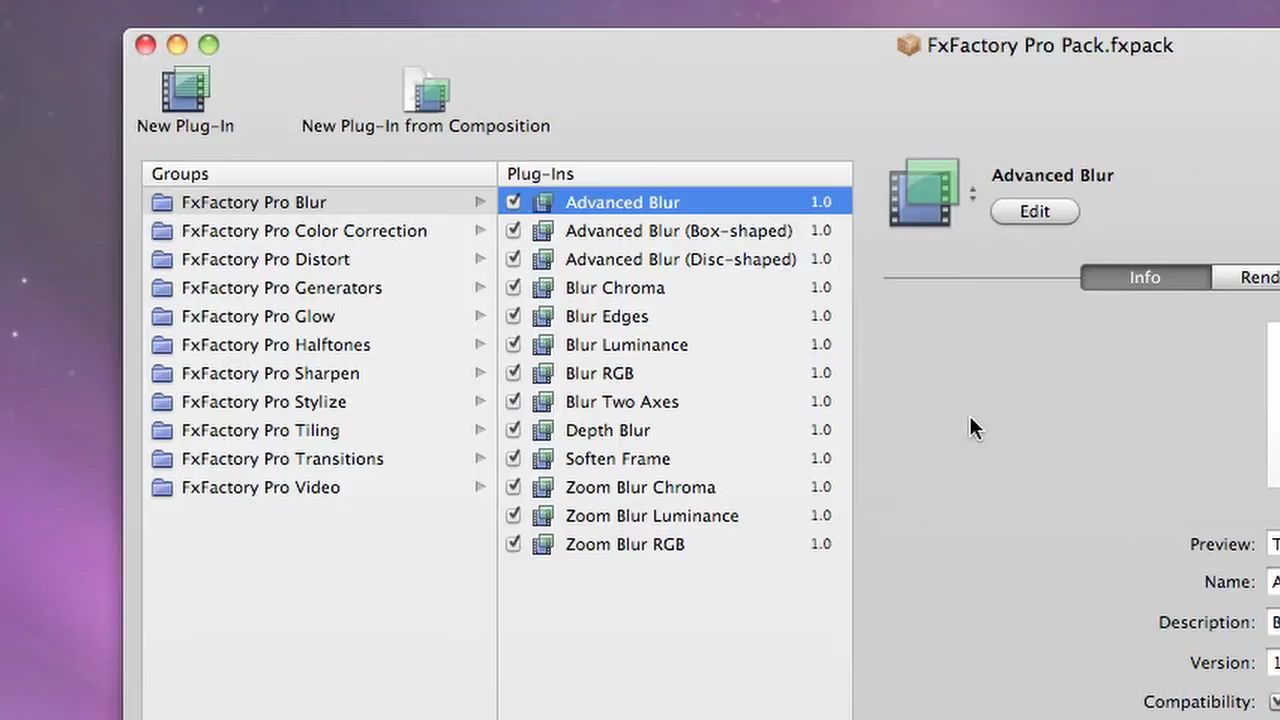 FxFactory Pro Pack.fxpack
New Plug-In
New Plug-In from Composition
Groups
FxFactory Pro Blur
FxFactory Pro Color Correction
FxFactory Pro Distort
FxFactory Pro Generators
FxFactory Pro Glow
FxFactory Pro Halftones
FxFactory Pro Sharpen
FxFactory Pro Stylize
FxFactory Pro Tiling
FxFactory Pro Transitions
FxFactory Pro Video
Plug-Ins
Advanced Blur 1.0
Advanced Blur (Box-shaped) 1.0
Advanced Blur (Disc-shaped) 1.0
Blur Chroma 1.0
Blur Edges 1.0
Blur Luminance 1.0
Blur RGB 1.0
Blur Two Axes 1.0
Depth Blur 1.0
Soften Frame 1.0
Zoom Blur Chroma 1.0
Zoom Blur Luminance 1.0
Zoom Blur RGB 1.0
Advanced Blur
Edit
Info
Preview:
Name:
Description:
Version:
Compatibility: